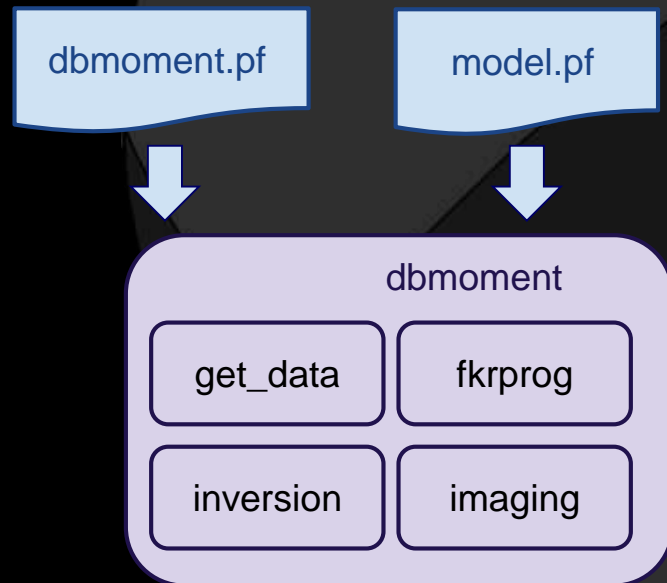 dbmoment.pf
model.pf
dbmoment
get_data
fkrprog
inversion
imaging